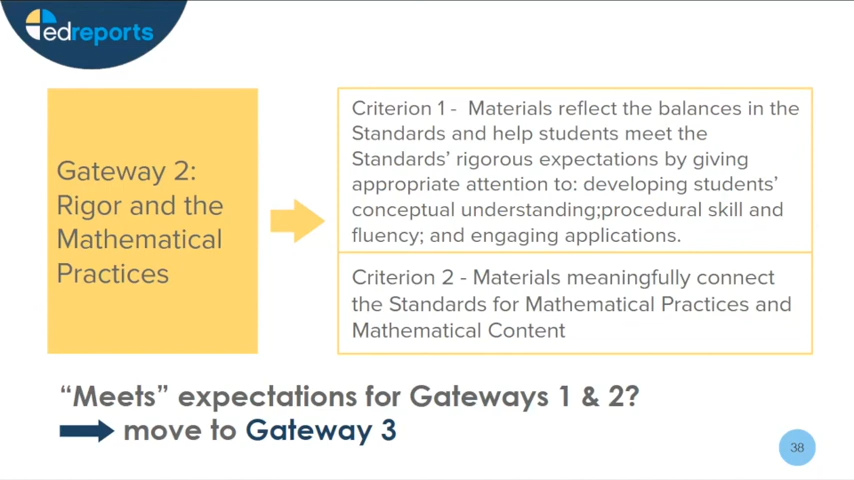 edreports
Gateway 2:
Rigor and the
Mathematical
Practices
Criterion 1 - Materials reflect the balances in the
Standards and help students meet the
Standards' rigorous expectations by giving
appropriate attention to: developing students'
conceptual understanding;procedural skill and
fluency; and engaging applications.
Criterion 2 - Materials meaningfully connect
the Standards for Mathematical Practices and
Mathematical Content
“Meets” expectations for Gateways 1 & 2?
move to Gateway 3
38